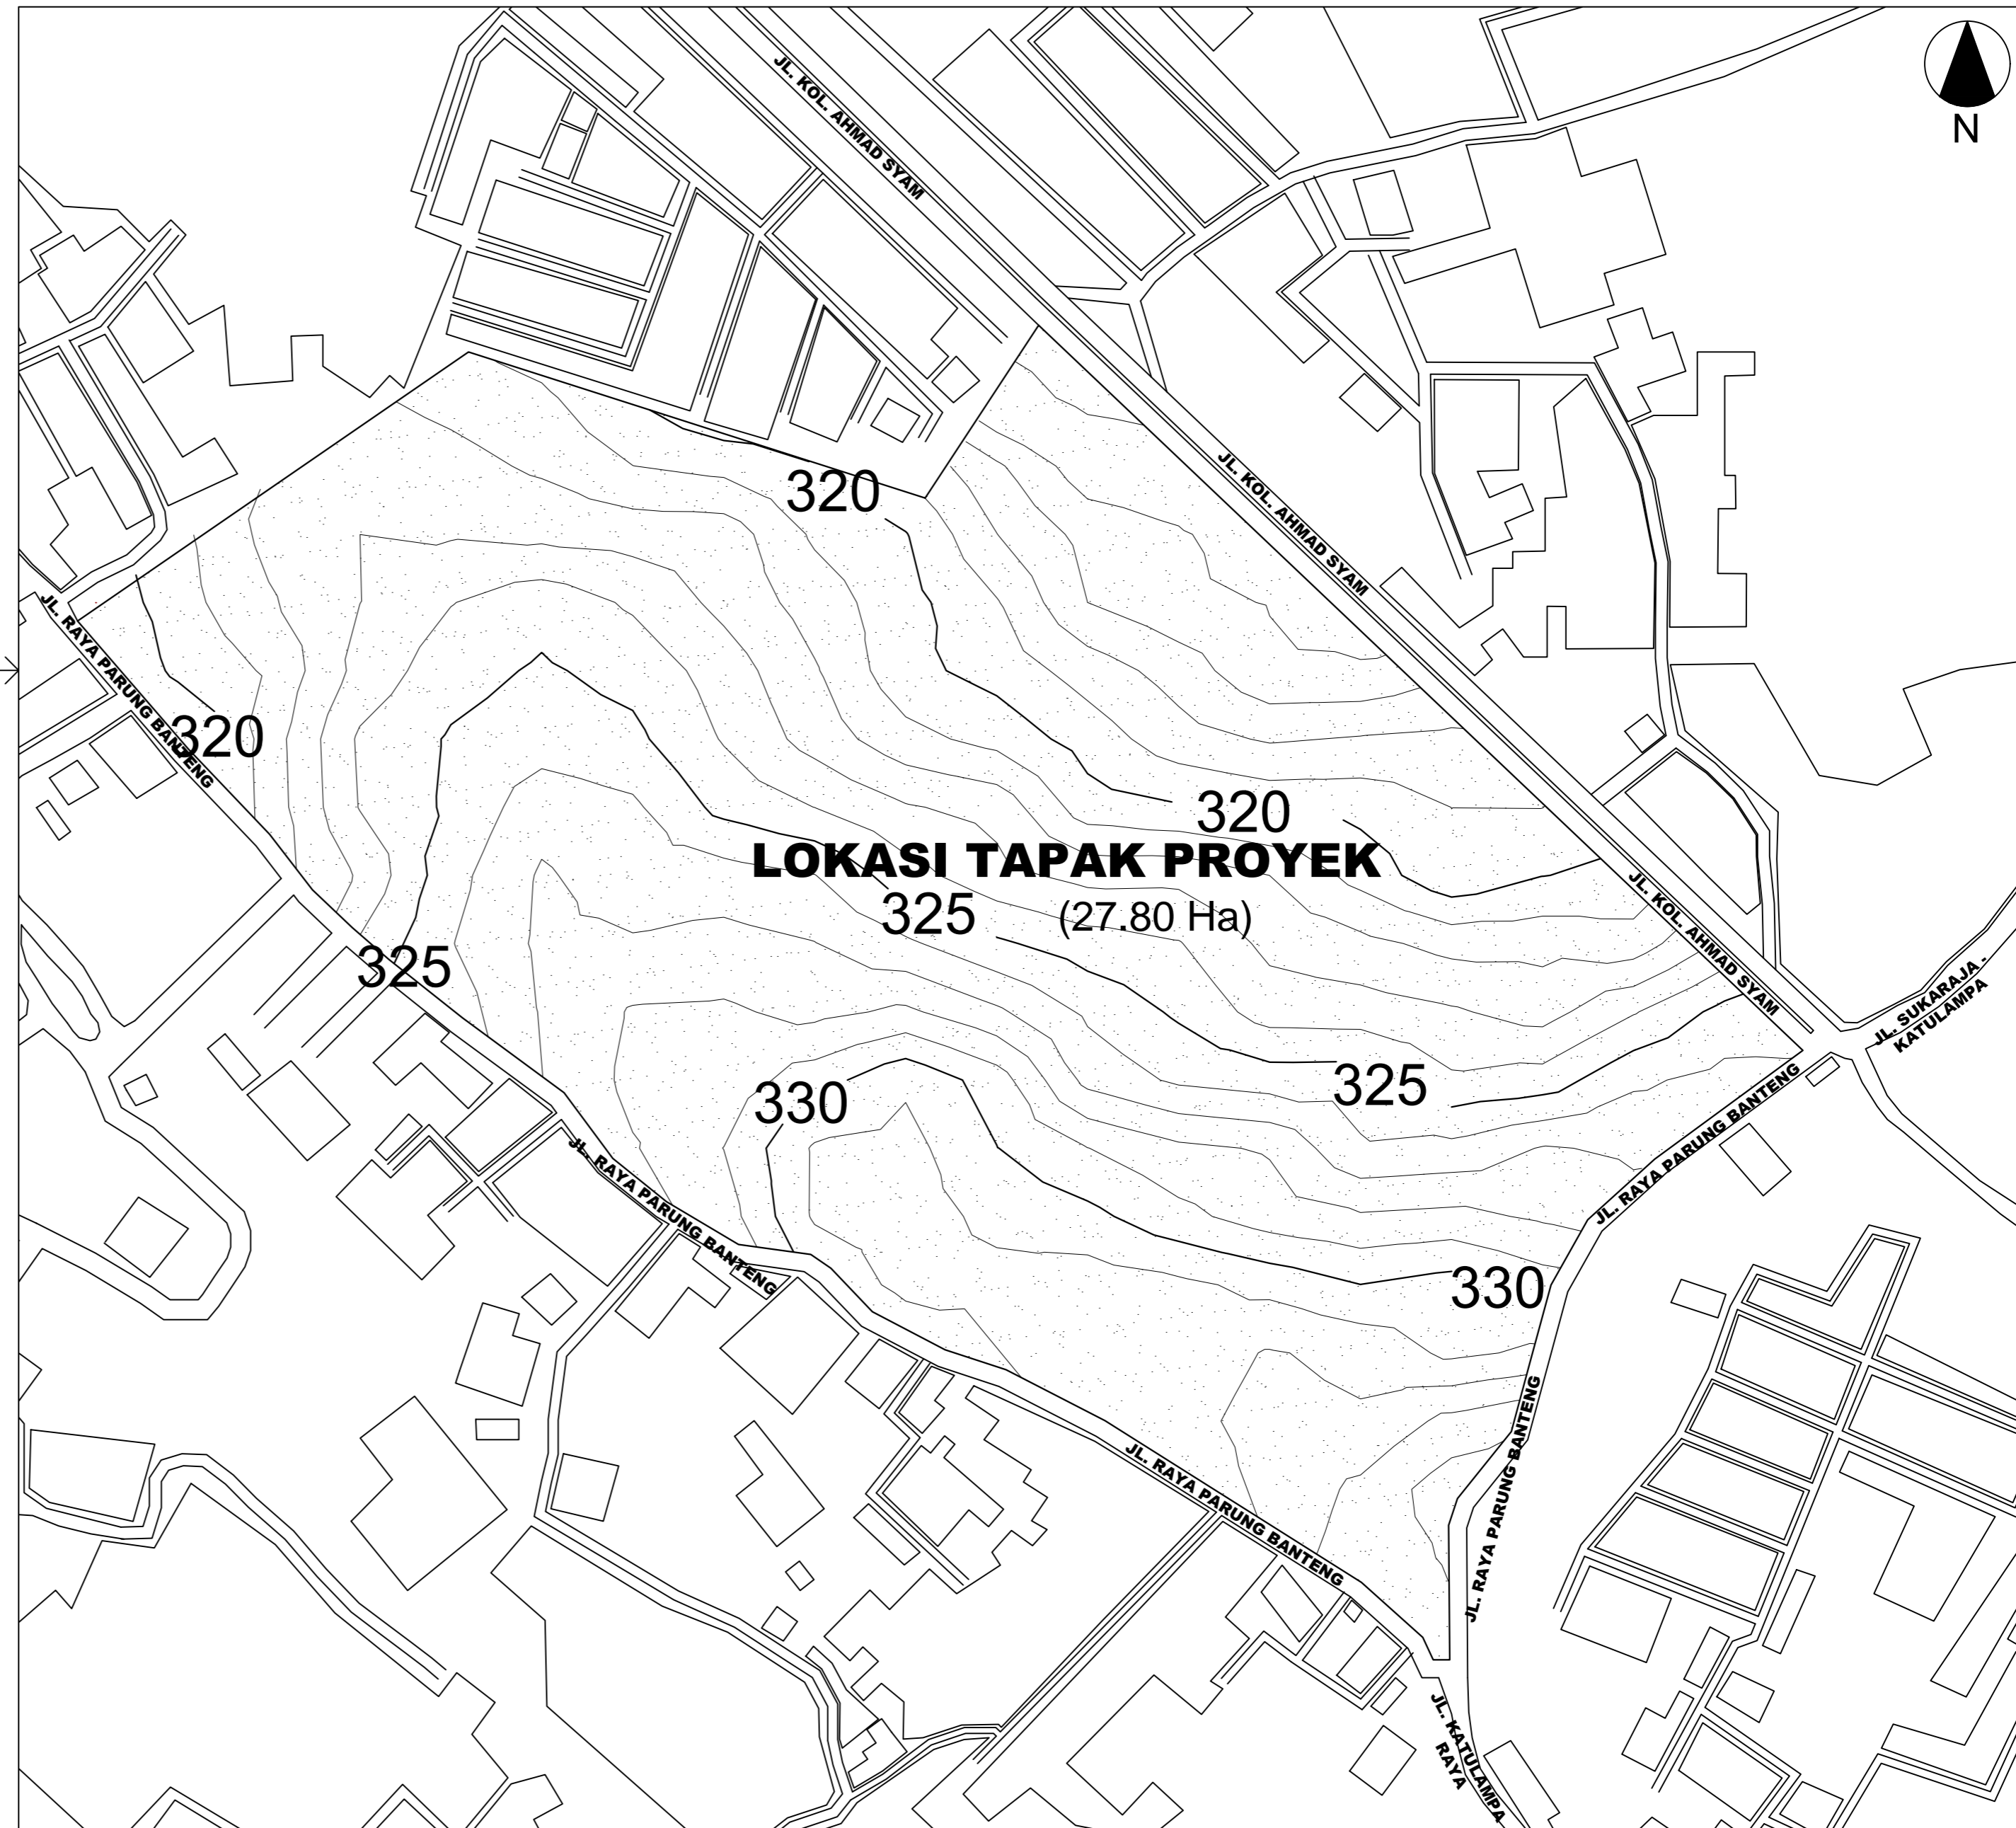 JL. KOL. AHMAD SYAM
N
320
JL. KOL. AHMAD SYAM
JL. RAYA PARUNG BANTENG
320
320
LOKASI TAPAK PROYEK
325
(27.80 Ha)
JL. KOL. AHMAD SYAM
325
JL. SUKARAJA -
KATULAMPA
325
330
JL. RAYA PARUNG BANTENG
JL. RAYA PARUNG BANTENG
330
JL. RAYA PARUNG BANTENG
JL. RAYA PARUNG BANTENG
JL. KATULAMPA
RAYA